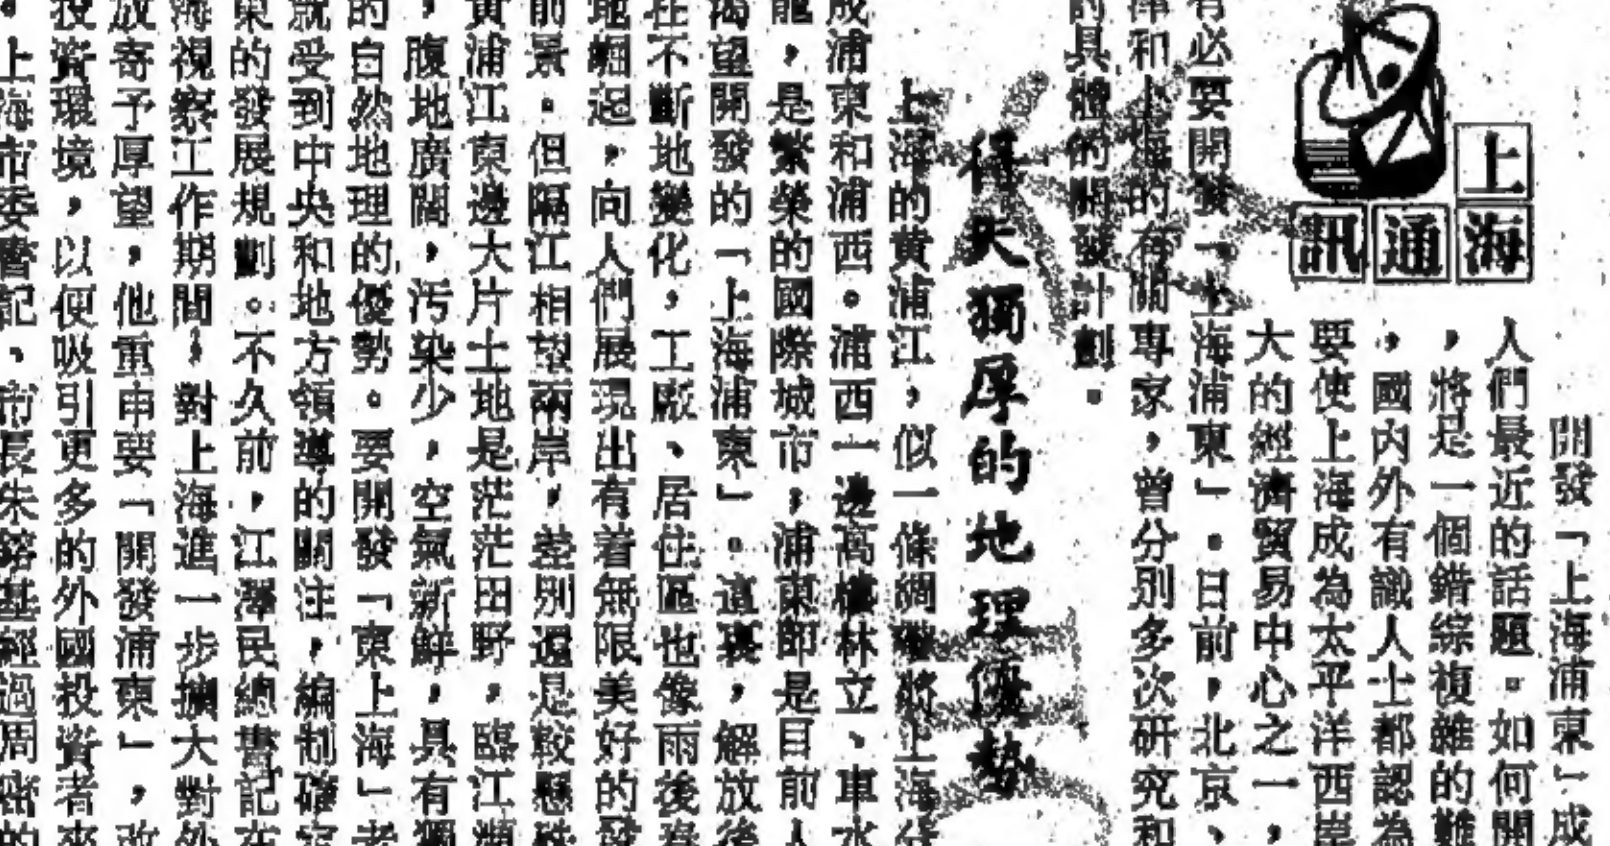 上海
通訊
開發「上海浦東」成
人們最近的話題。如何開
，將是一個錯綜複雜的難
，國內外有識人士都認為
要使上海成為太平洋西岸
大的經濟貿易中心之一，
有必要開發「上海浦東」。日前，北京、
津和上海的有關專家，曾分別多次研究和
的具體的開發計劃。
得天獨厚的地理優勢
上海的黄浦江，似一條綢繼將上海分
成浦東和浦西。浦西一邊高樓林立、車水
龍，是繁榮的國際城市，浦東即是目前人
渴望開發的「上海浦東」。這裏，解放後
在不斷地變化，工廠、居住區也像雨後春
地崛起，向人們展現出有着無限美好的發
前景。但隔江相望兩岸，差別還是較懸殊
黄浦江東邊大片土地是茫茫田野，臨江瀕
，腹地廣闊，污染少，空氣新鮮，具有獨
的自然地理的優勢。要開發「東上海」
就受到中央和地方領導的關注，編制確定
東的發展規劃。不久前，江澤民總書記在
海視察工作期間，對上海進一步擴大對外
放寄予厚望，他重申要「開發浦東」，改
投資環境，以便吸引更多的外國投資者來
。上海市委書記、市長朱鎔基經過周密的